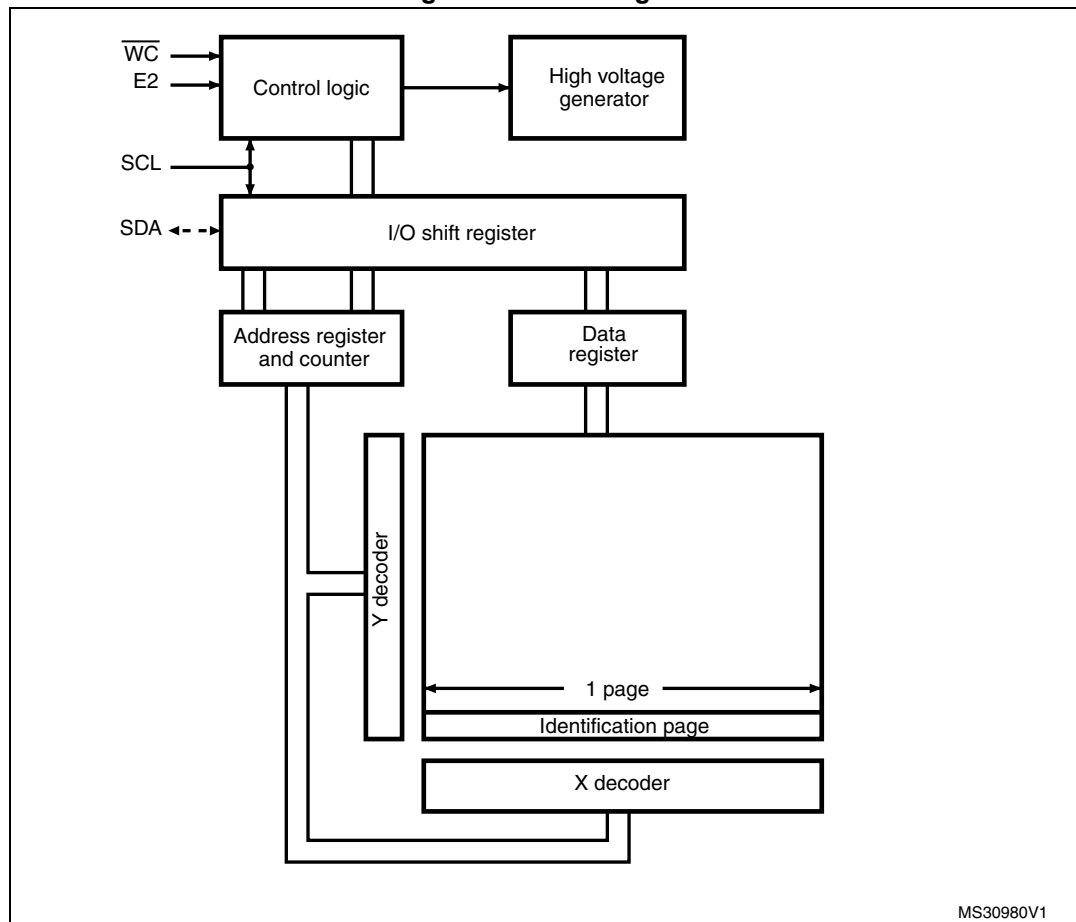 W̅C̅
E2
Control logic
High voltage
generator
SCL
SDA
I/O shift register
Address register
and counter
Data
register
Y decoder
1 page
Identification page
X decoder
MS30980V1